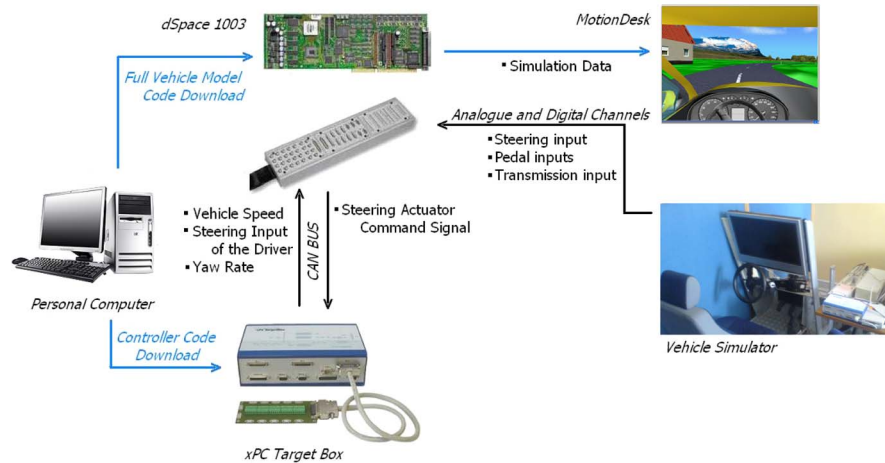 dSpace 1003
MotionDesk
Full Vehicle Model
Code Download
▪ Simulation Data
Analogue and Digital Channels
▪ Steering input
▪ Pedal inputs
▪ Transmission input
▪ Vehicle Speed
▪ Steering Input
of the Driver
▪ Yaw Rate
CAN BUS
▪ Steering Actuator
Command Signal
Personal Computer
Controller Code
Download
Vehicle Simulator
xPC Target Box